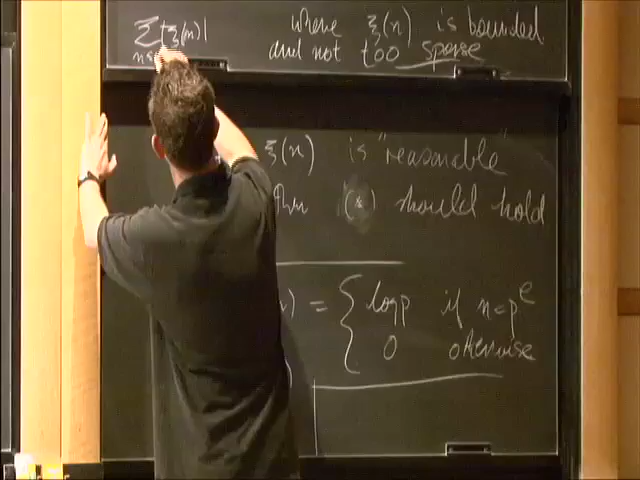 ∑ |ξ(n)| where ξ(n) is bounded
n≤ and not too sparse
ξ(n) is "reasonable"
then (*) should hold
) = { log p if n=p^e
0 otherwise